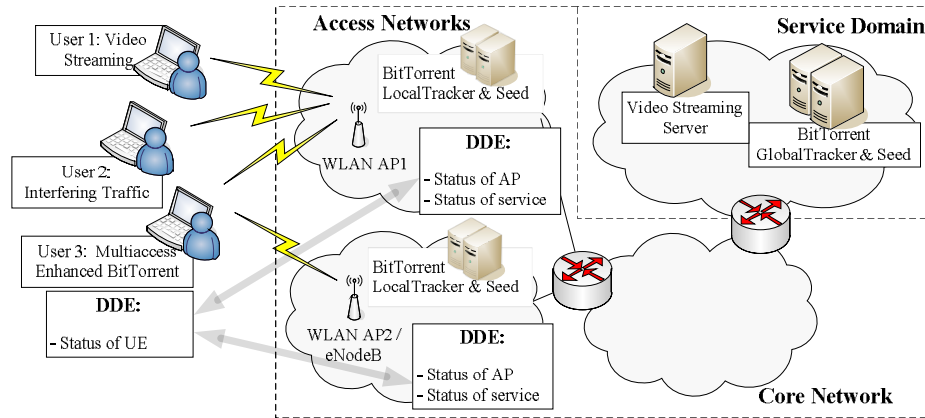 Access Networks
Service Domain
User 1: Video
Streaming
BitTorrent
LocalTracker & Seed
WLAN AP1
Video Streaming
Server
BitTorrent
GlobalTracker & Seed
User 2:
Interfering Traffic
DDE:
- Status of AP
- Status of service
User 3: Multiaccess
Enhanced BitTorrent
DDE:
- Status of UE
BitTorrent
LocalTracker & Seed
WLAN AP2 /
eNodeB
DDE:
- Status of AP
- Status of service
Core Network